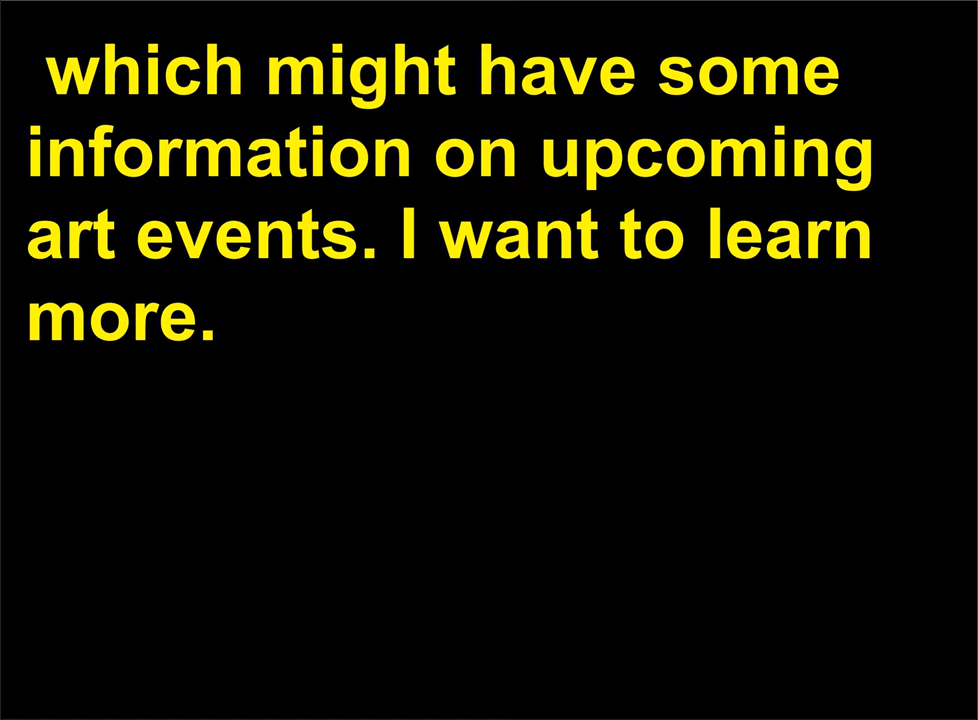 which might have some
information on upcoming
art events. I want to learn
more.